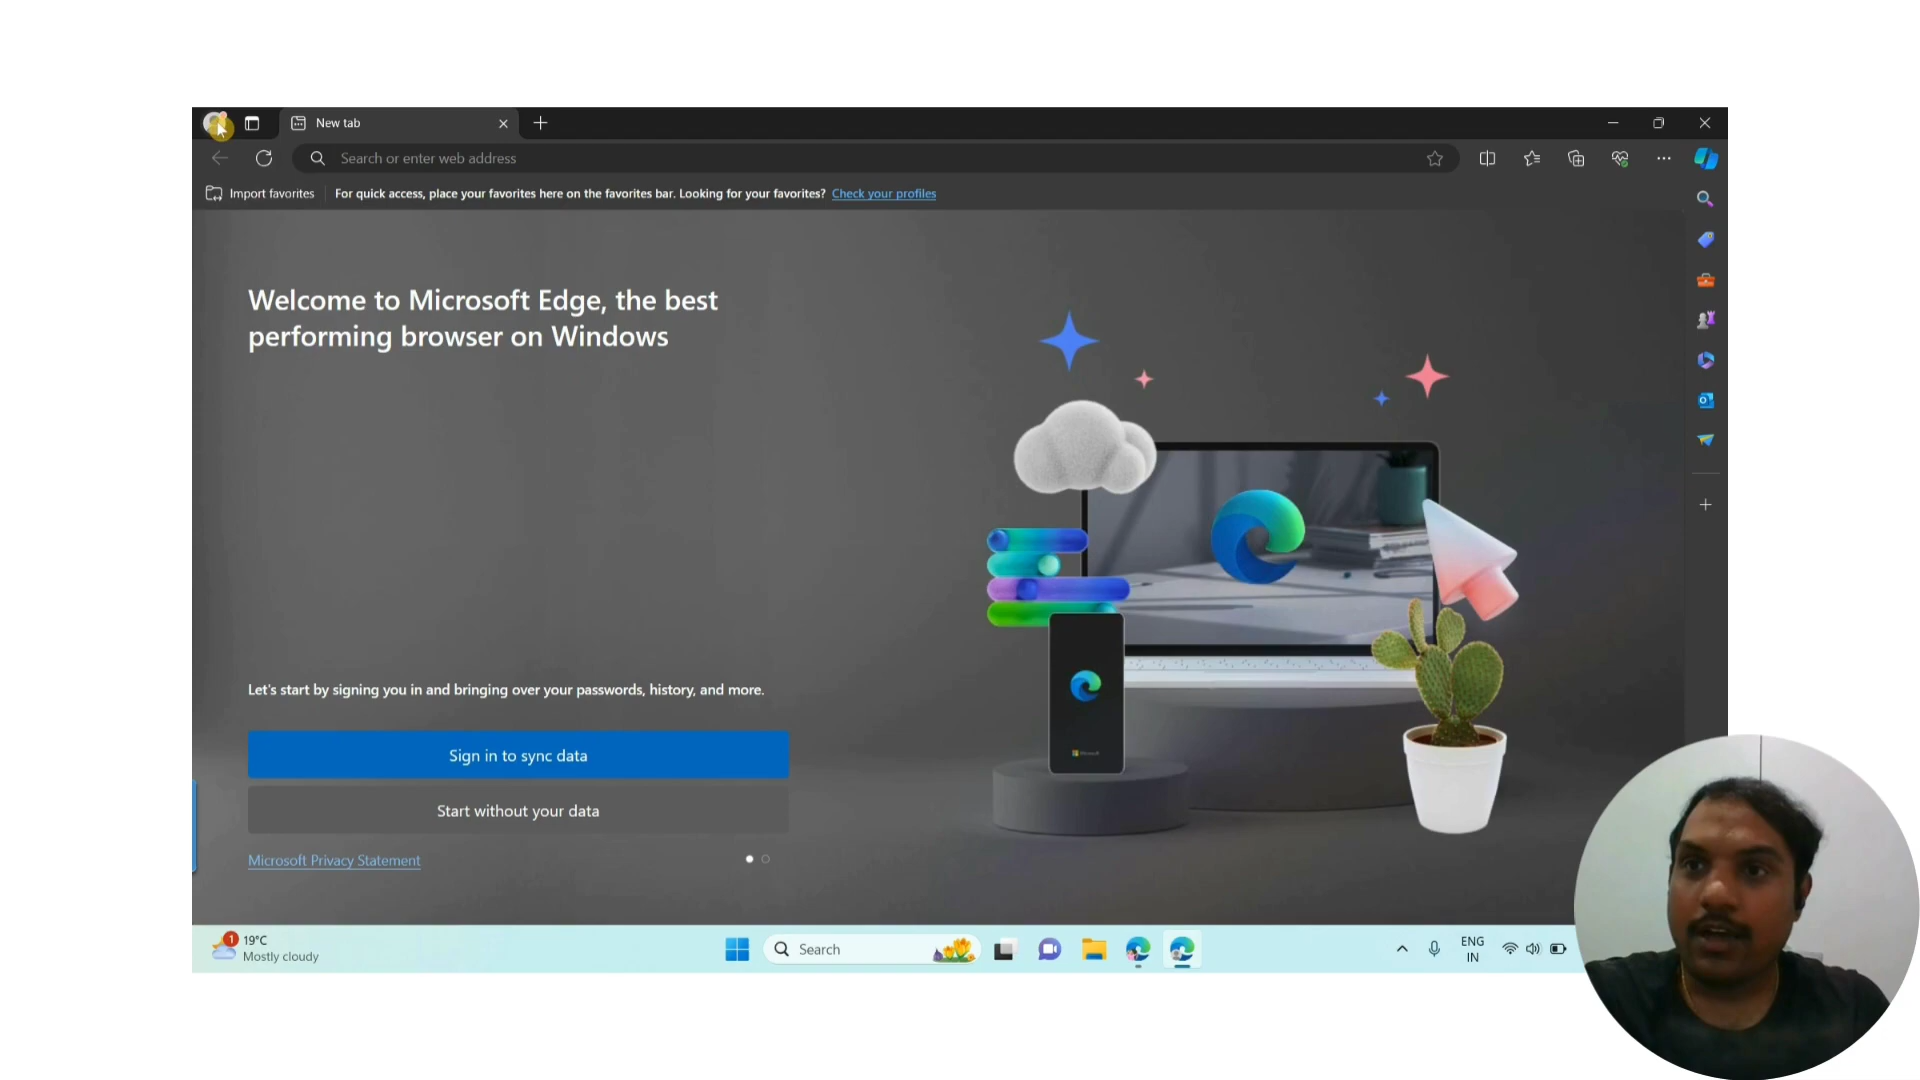 New tab
Search or enter web address
Import favorites
For quick access, place your favorites here on the favorites bar. Looking for your favorites? Check your profiles
Welcome to Microsoft Edge, the best
performing browser on Windows
Let's start by signing you in and bringing over your passwords, history, and more.
Sign in to sync data
Start without your data
Microsoft Privacy Statement
Microsoft
1
19°C
Mostly cloudy
Search
ENG
IN